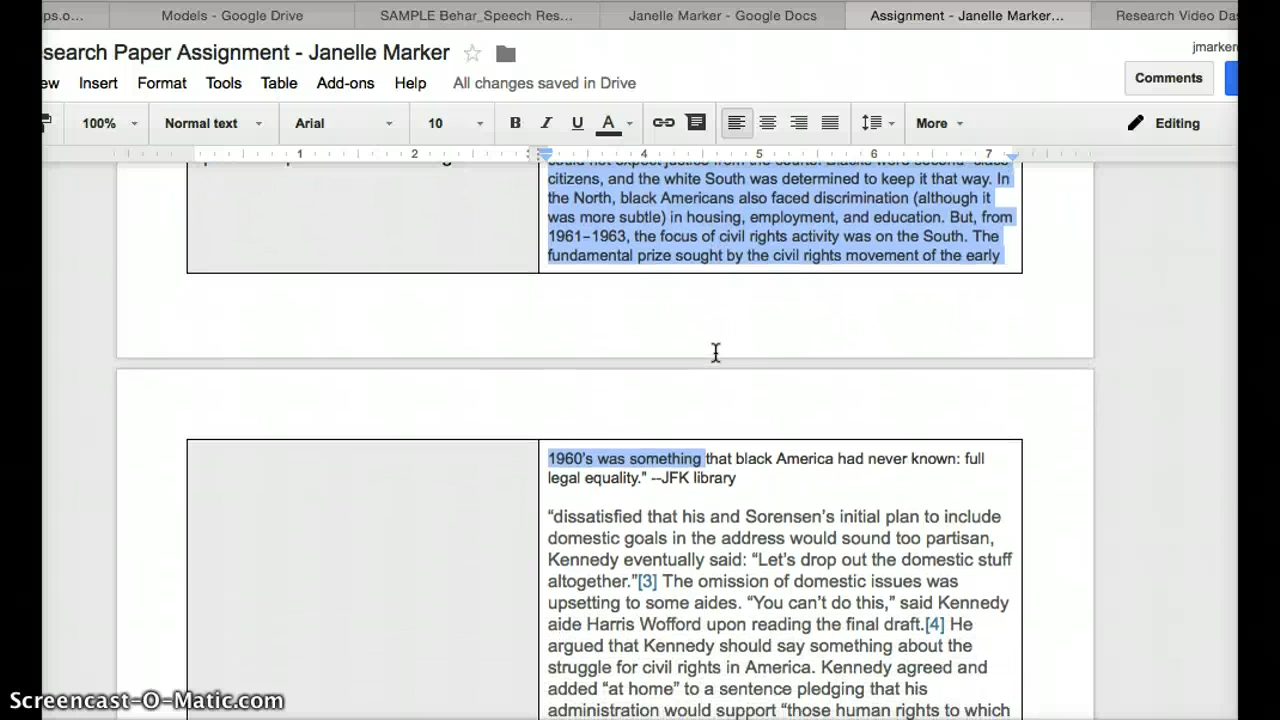 ps.o…
Models - Google Drive
SAMPLE Behar_Speech Res…
Janelle Marker - Google Docs
Assignment - Janelle Marker…
Research Video Da
search Paper Assignment - Janelle Marker
jmarker
ew Insert Format Tools Table Add-ons Help All changes saved in Drive
Comments
100% Normal text Arial 10 B I U A More Editing
1 2 3 4 5 6 7
citizens, and the white South was determined to keep it that way. In
the North, black Americans also faced discrimination (although it
was more subtle) in housing, employment, and education. But, from
1961–1963, the focus of civil rights activity was on the South. The
fundamental prize sought by the civil rights movement of the early
1960's was something that black America had never known: full
legal equality." --JFK library
“dissatisfied that his and Sorensen’s initial plan to include
domestic goals in the address would sound too partisan,
Kennedy eventually said: “Let’s drop out the domestic stuff
altogether.”[3] The omission of domestic issues was
upsetting to some aides. “You can’t do this,” said Kennedy
aide Harris Wofford upon reading the final draft.[4] He
argued that Kennedy should say something about the
struggle for civil rights in America. Kennedy agreed and
added “at home” to a sentence pledging that his
administration would support “those human rights to which
Screencast-O-Matic.com